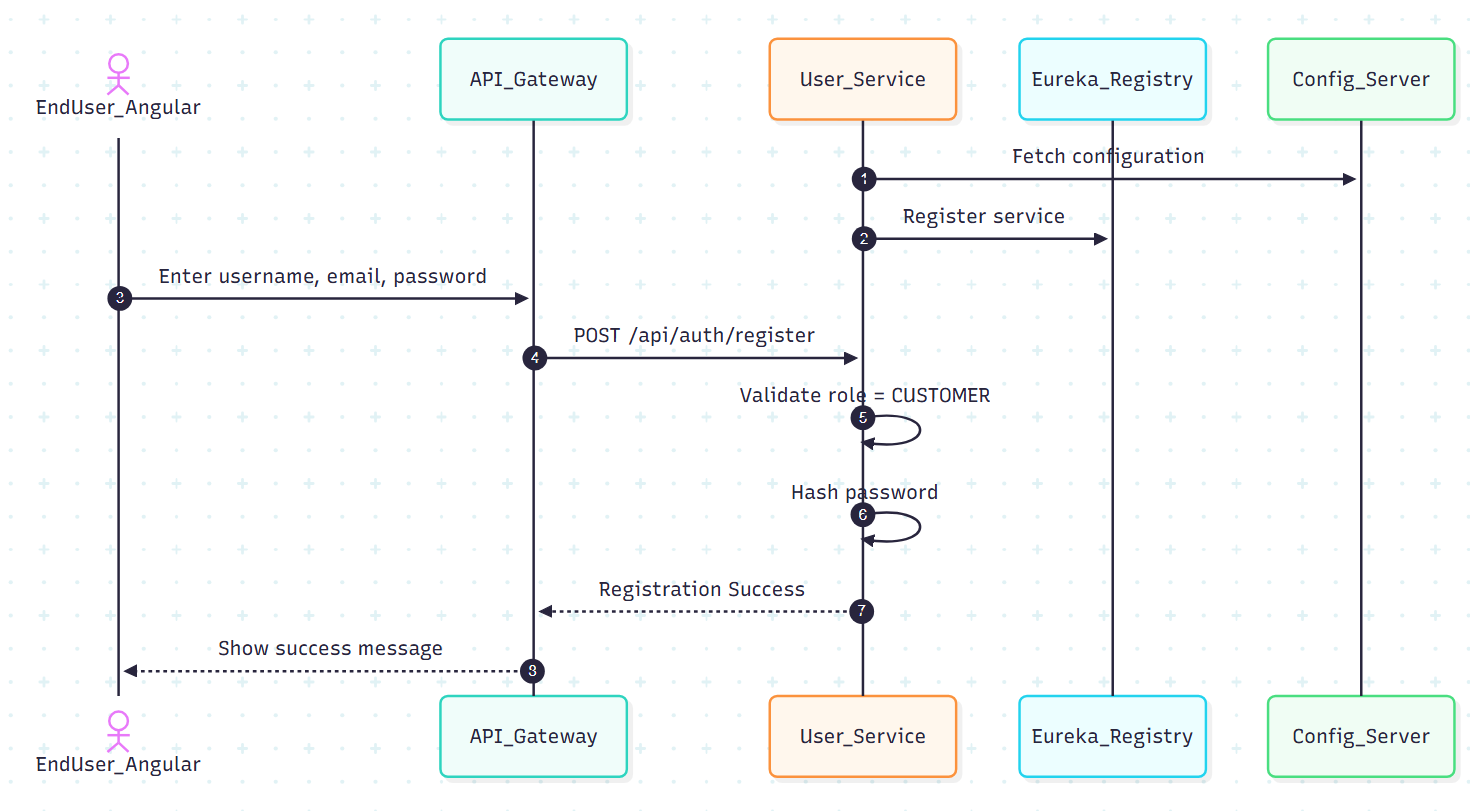 EndUser_Angular
API_Gateway
User_Service
Eureka_Registry
Config_Server
Fetch configuration
1
Register service
2
Enter username, email, password
3
POST /api/auth/register
4
Validate role = CUSTOMER
5
Hash password
6
Registration Success
7
Show success message
8
EndUser_Angular
API_Gateway
User_Service
Eureka_Registry
Config_Server